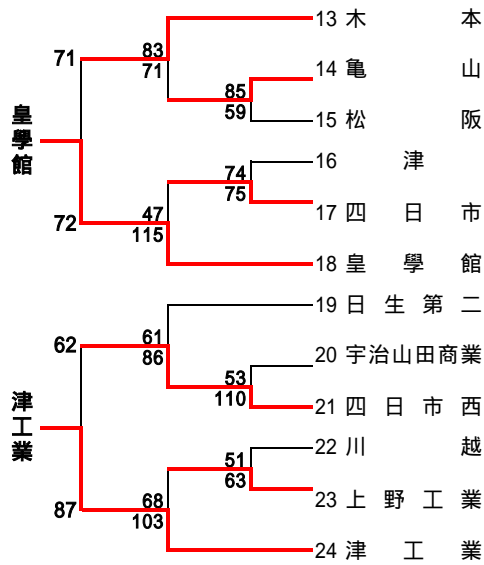 13 木本
83
71
71
14 亀山
85
59
15 松阪
皇學館
16 津
74
75
17 四日市
72
47
115
18 皇學館
19 日生第二
62
61
86
20 宇治山田商業
53
110
21 四日市西
津工業
22 川越
51
63
23 上野工業
87
68
103
24 津工業